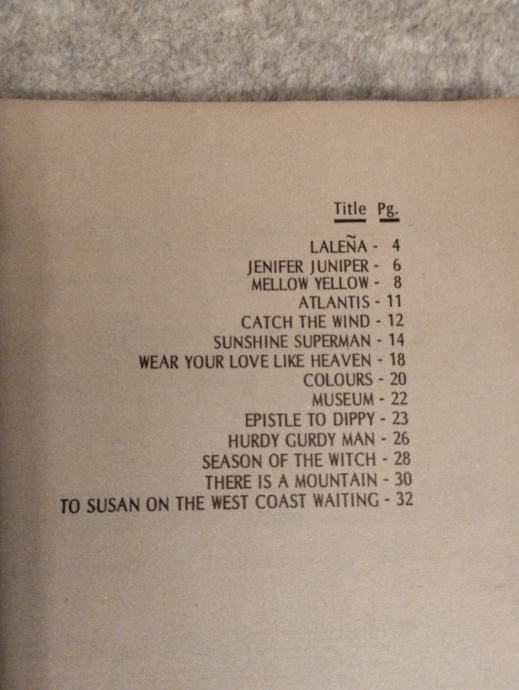 Title Pg.
LALEÑA - 4
JENIFER JUNIPER - 6
MELLOW YELLOW - 8
ATLANTIS - 11
CATCH THE WIND - 12
SUNSHINE SUPERMAN - 14
WEAR YOUR LOVE LIKE HEAVEN - 18
COLOURS - 20
MUSEUM - 22
EPISTLE TO DIPPY - 23
HURDY GURDY MAN - 26
SEASON OF THE WITCH - 28
THERE IS A MOUNTAIN - 30
TO SUSAN ON THE WEST COAST WAITING - 32